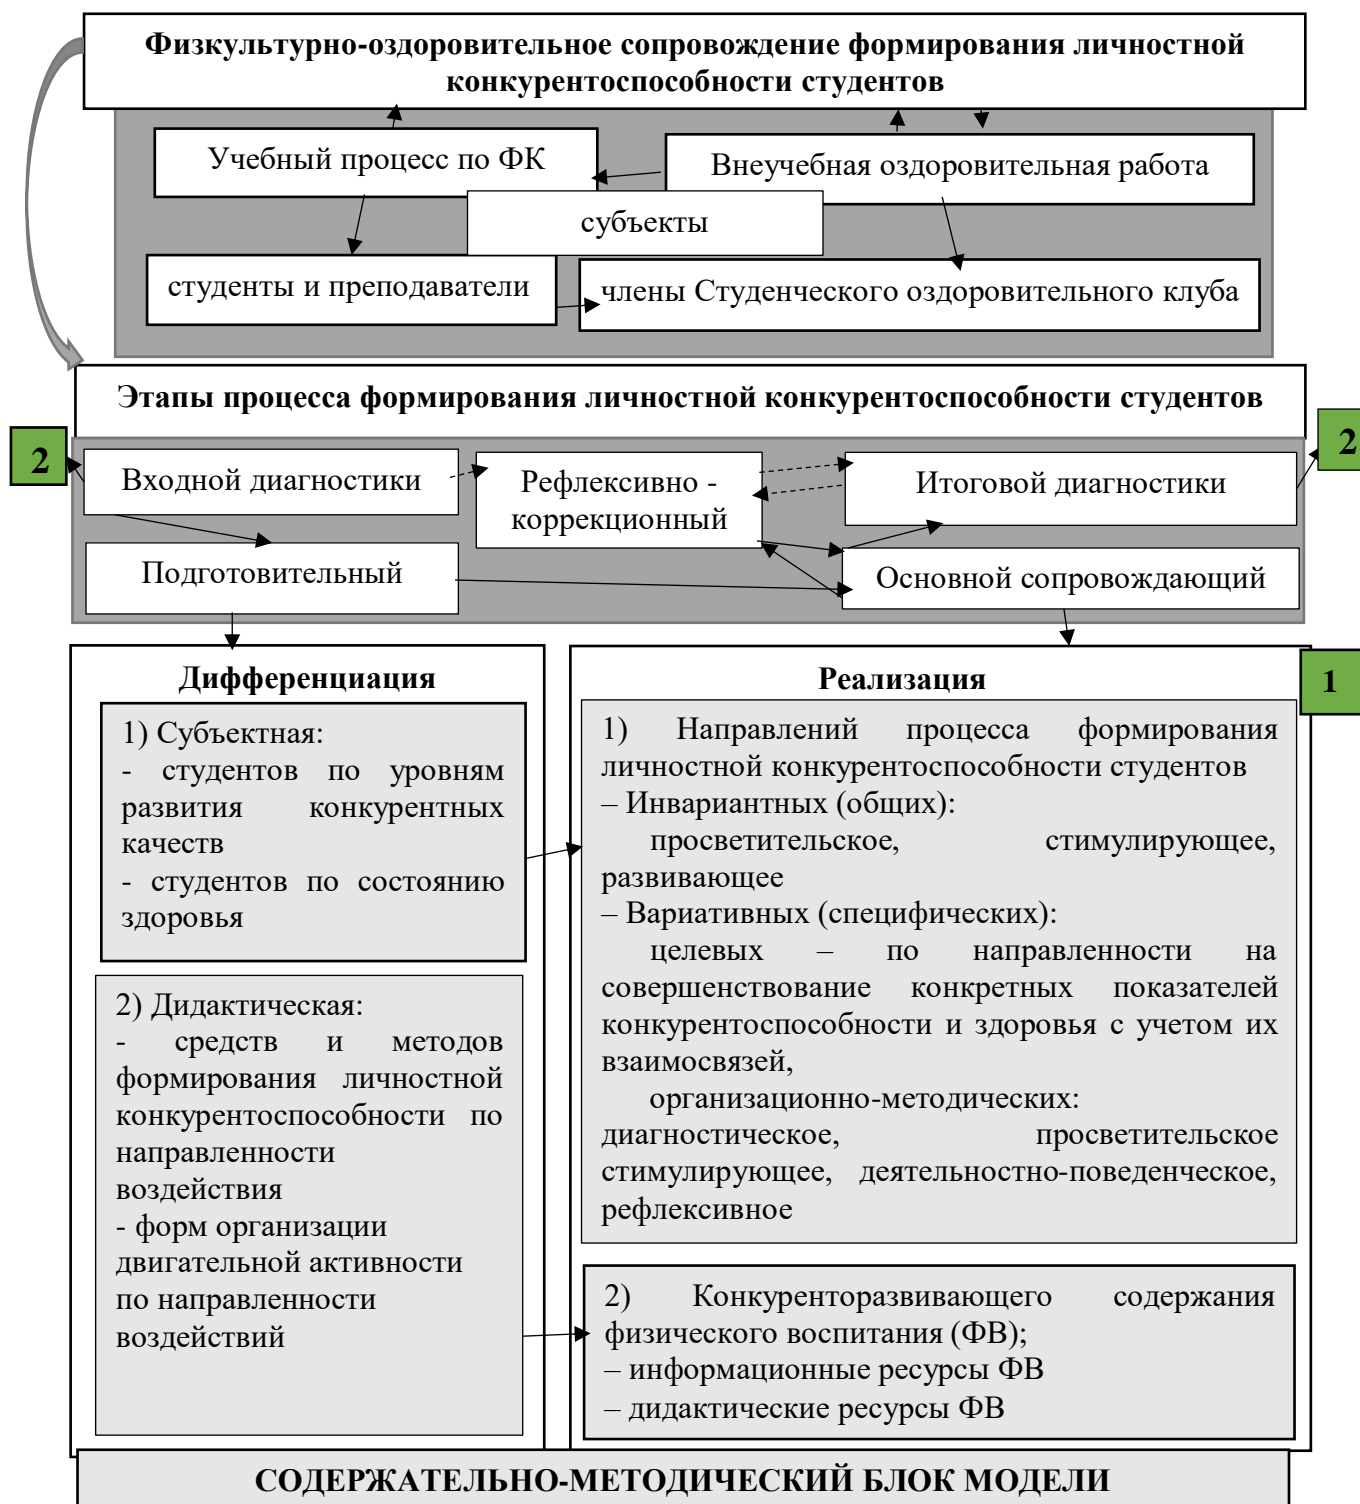 Физкультурно-оздоровительное сопровождение формирования личностной
конкурентоспособности студентов
Учебный процесс по ФК
Внеучебная оздоровительная работа
субъекты
студенты и преподаватели
члены Студенческого оздоровительного клуба
Этапы процесса формирования личностной конкурентоспособности студентов
2
2
Входной диагностики
Рефлексивно -
коррекционный
Итоговой диагностики
Подготовительный
Основной сопровождающий
Дифференциация
1) Субъектная:
- студентов по уровням
развития конкурентных
качеств
- студентов по состоянию
здоровья
2) Дидактическая:
- средств и методов
формирования личностной
конкурентоспособности по
направленности
воздействия
- форм организации
двигательной активности
по направленности
воздействий
Реализация
1
1) Направлений процесса формирования
личностной конкурентоспособности студентов
– Инвариантных (общих):
просветительское, стимулирующее,
развивающее
– Вариативных (специфических):
целевых – по направленности на
совершенствование конкретных показателей
конкурентоспособности и здоровья с учетом их
взаимосвязей,
организационно-методических:
диагностическое, просветительское
стимулирующее, деятельностно-поведенческое,
рефлексивное
2) Конкуренторазвивающего содержания
физического воспитания (ФВ);
– информационные ресурсы ФВ
– дидактические ресурсы ФВ
СОДЕРЖАТЕЛЬНО-МЕТОДИЧЕСКИЙ БЛОК МОДЕЛИ